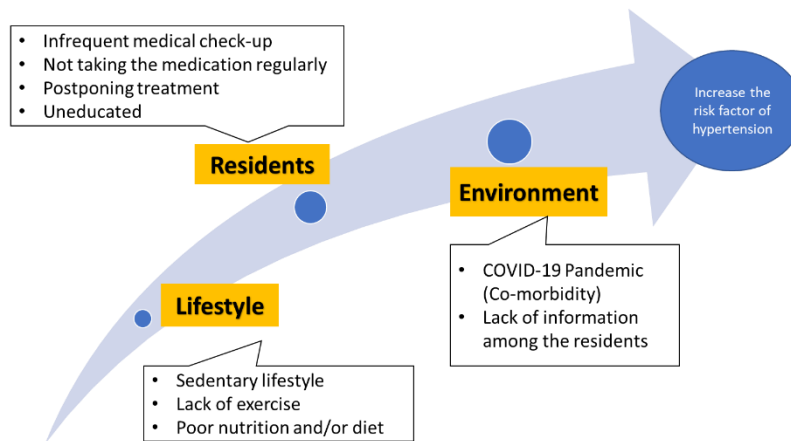 • Infrequent medical check-up
• Not taking the medication regularly
• Postponing treatment
• Uneducated
Residents
Increase the
risk factor of
hypertension
Environment
• COVID-19 Pandemic
(Co-morbidity)
• Lack of information
among the residents
Lifestyle
• Sedentary lifestyle
• Lack of exercise
• Poor nutrition and/or diet